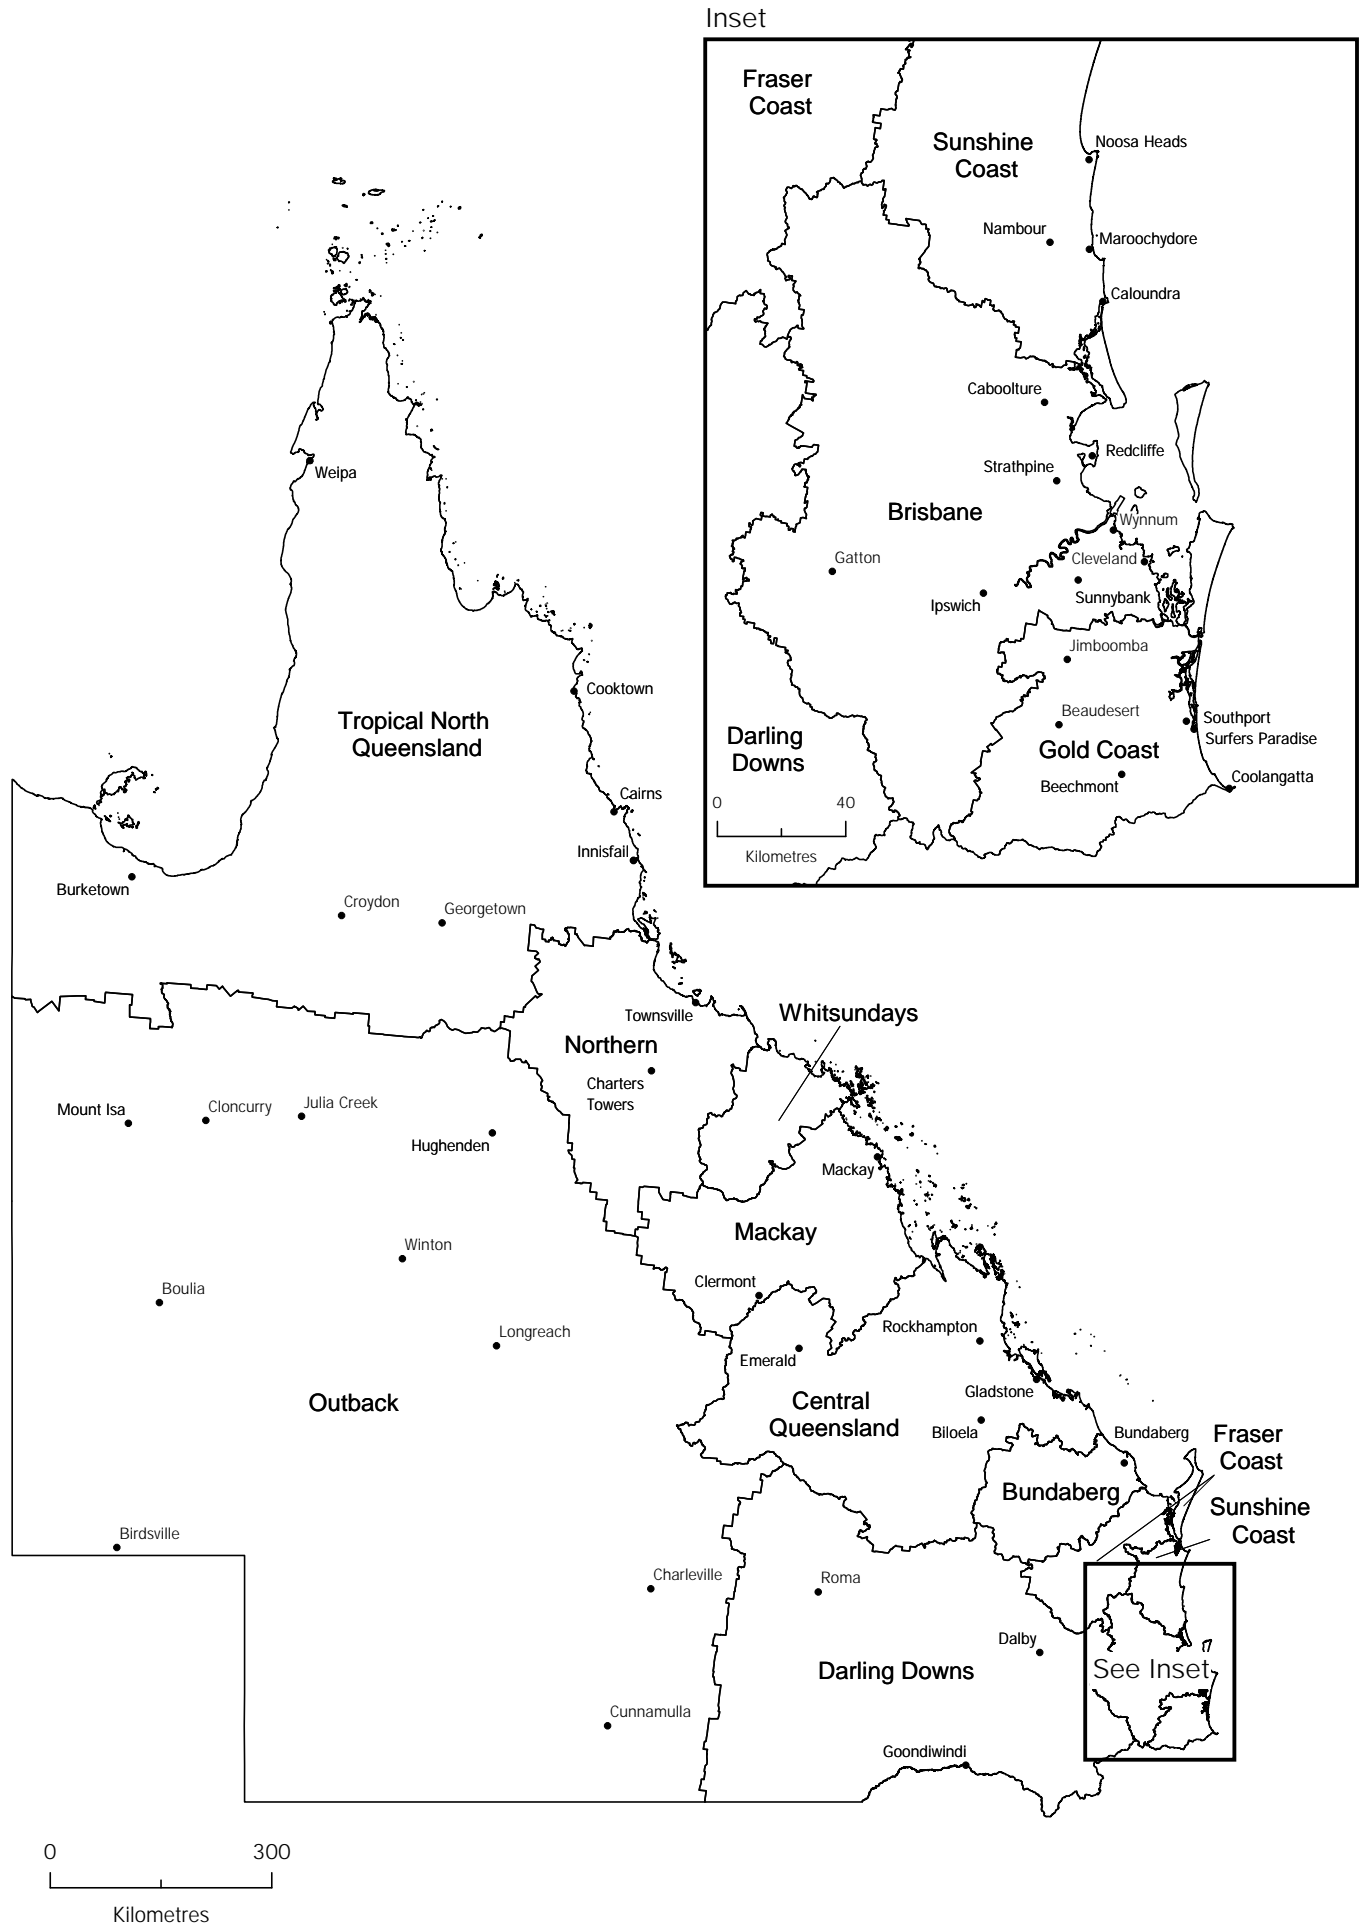 Inset
Fraser
Coast
Sunshine
Coast
Noosa Heads
Nambour
Maroochydore
Caloundra
Caboolture
Redcliffe
Strathpine
Brisbane
Wynnum
Gatton
Cleveland
Ipswich
Sunnybank
Jimboomba
Beaudesert
Southport
Surfers Paradise
Darling
Downs
Gold Coast
Beechmont
Coolangatta
0 40
Kilometres
Weipa
Cooktown
Tropical North
Queensland
Cairns
Innisfail
Burketown
Croydon
Georgetown
Townsville
Whitsundays
Northern
Charters
Towers
Mount Isa
Cloncurry
Julia Creek
Hughenden
Mackay
Mackay
Winton
Boulia
Clermont
Longreach
Rockhampton
Emerald
Outback
Central
Queensland
Gladstone
Biloela
Bundaberg
Fraser
Coast
Bundaberg
Sunshine
Coast
Birdsville
Charleville
Roma
Dalby
Darling Downs
See Inset
Cunnamulla
Goondiwindi
0 300
Kilometres